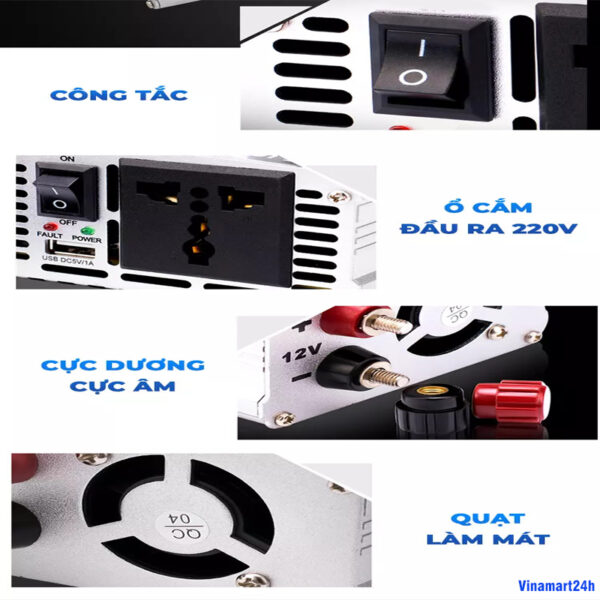 CÔNG TẮC
ON
OFF
FAULT POWER
USB DC5V/1A
Ổ CẮM
ĐẦU RA 220V
CỰC DƯƠNG
CỰC ÂM
+
12V
−
QC
04
QC
04
QUẠT
LÀM MÁT
Vinamart24h